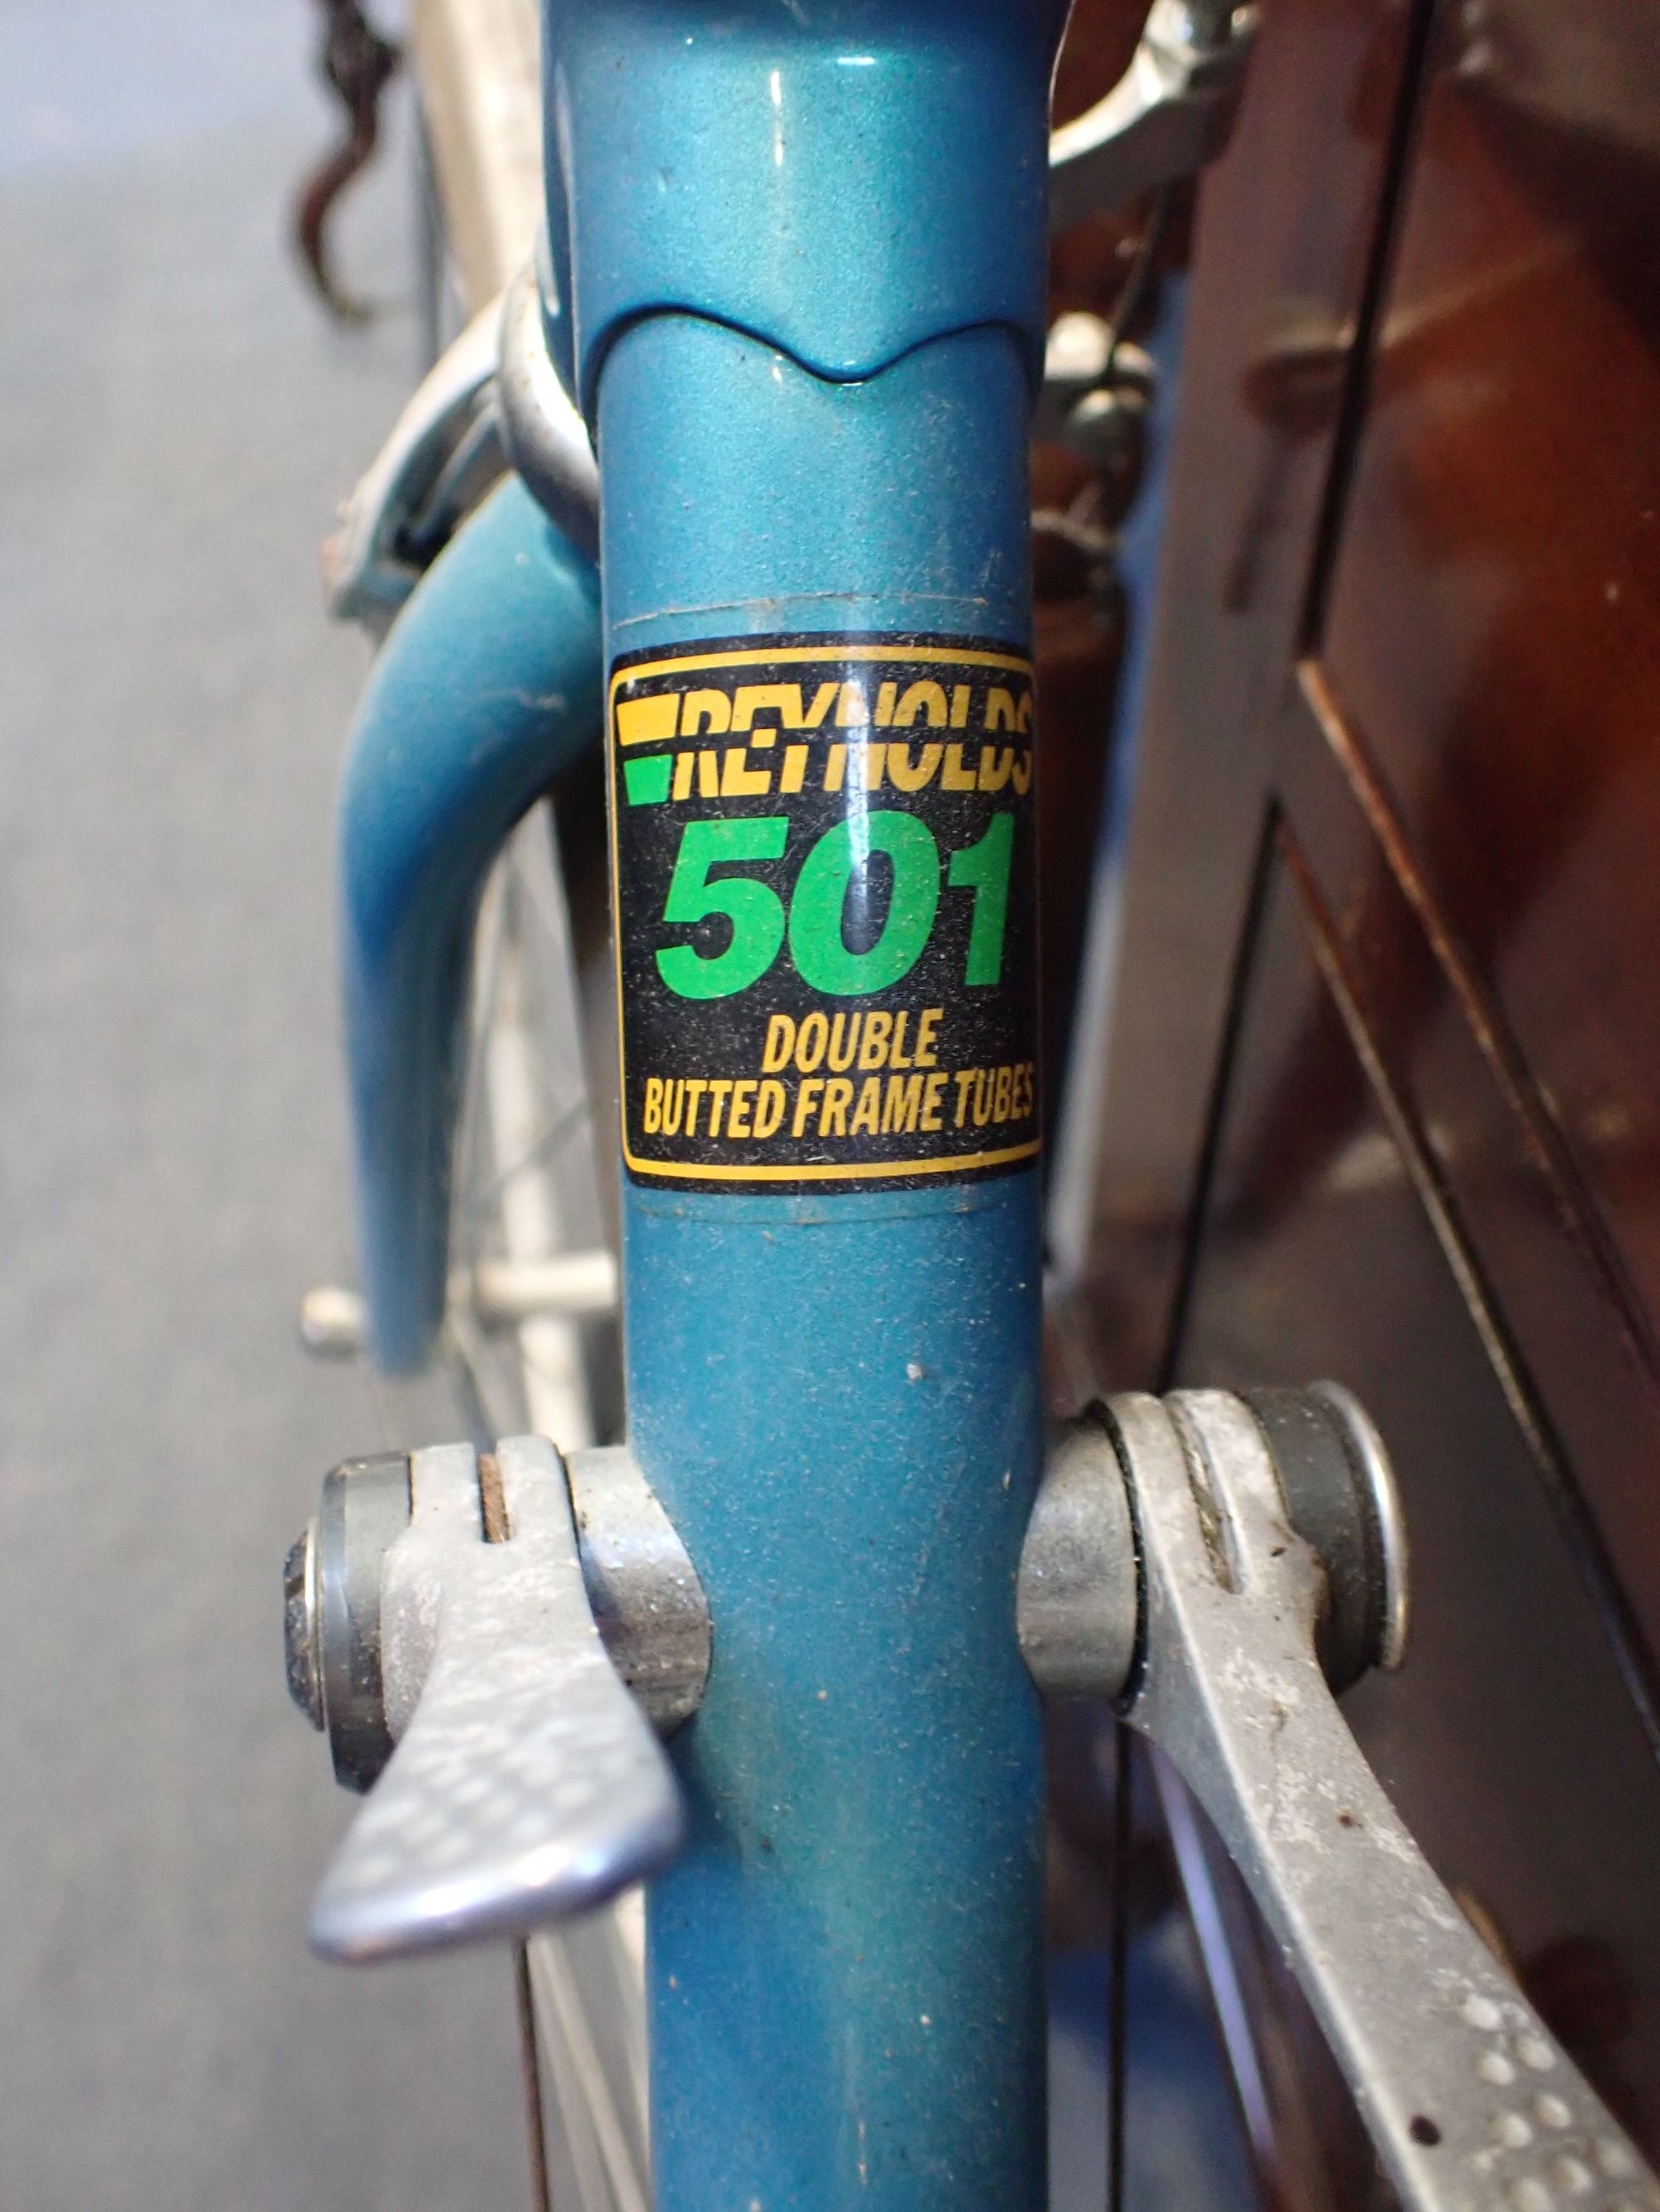 REYNOLDS
501
DOUBLE
BUTTED FRAME TUBES